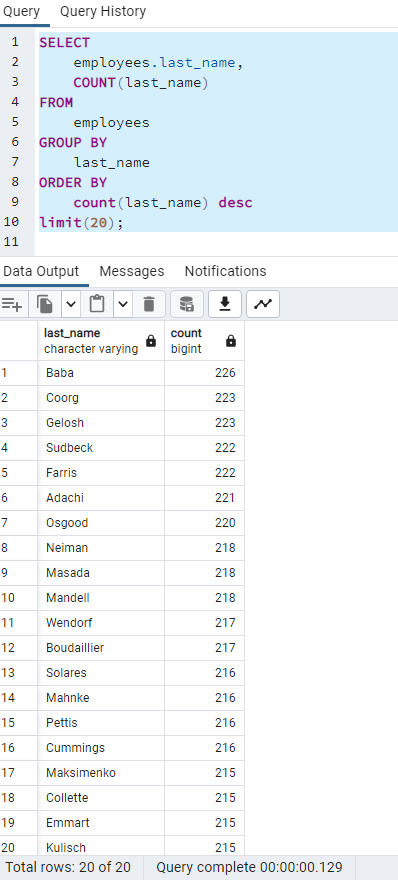 Query Query History
1 SELECT
2 employees.last_name,
3 COUNT(last_name)
4 FROM
5 employees
6 GROUP BY
7 last_name
8 ORDER BY
9 count(last_name) desc
10 limit(20);
11
Data Output Messages Notifications
last_name count
character varying bigint
1 Baba 226
2 Coorg 223
3 Gelosh 223
4 Sudbeck 222
5 Farris 222
6 Adachi 221
7 Osgood 220
8 Neiman 218
9 Masada 218
10 Mandell 218
11 Wendorf 217
12 Boudaillier 217
13 Solares 216
14 Mahnke 216
15 Pettis 216
16 Cummings 216
17 Maksimenko 215
18 Collette 215
19 Emmart 215
20 Kulisch 215
Total rows: 20 of 20 Query complete 00:00:00.129